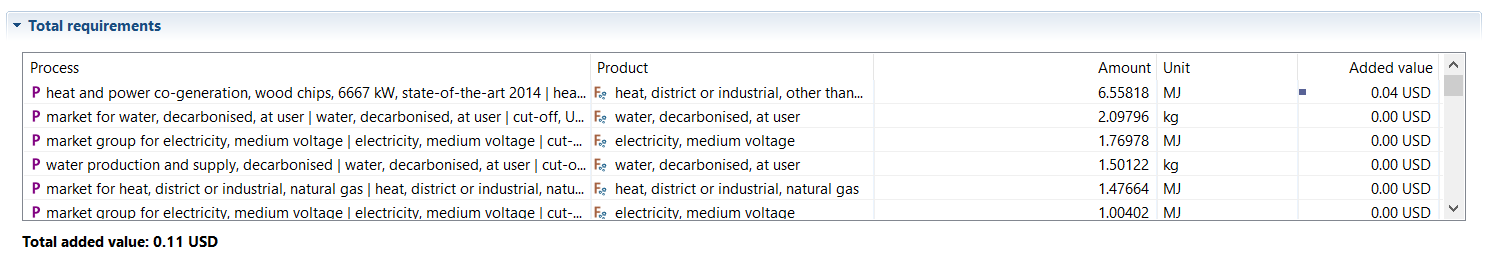 Total requirements
Process Product Amount Unit Added value
P heat and power co-generation, wood chips, 6667 kW, state-of-the-art 2014 | hea... heat, district or industrial, other than... 6.55818 MJ 0.04 USD
P market for water, decarbonised, at user | water, decarbonised, at user | cut-off, U... water, decarbonised, at user 2.09796 kg 0.00 USD
P market group for electricity, medium voltage | electricity, medium voltage | cut-... electricity, medium voltage 1.76978 MJ 0.00 USD
P water production and supply, decarbonised | water, decarbonised, at user | cut-o... water, decarbonised, at user 1.50122 kg 0.00 USD
P market for heat, district or industrial, natural gas | heat, district or industrial, natu... heat, district or industrial, natural gas 1.47664 MJ 0.00 USD
P market group for electricity, medium voltage | electricity, medium voltage | cut-... electricity, medium voltage 1.00402 MJ 0.00 USD
Total added value: 0.11 USD